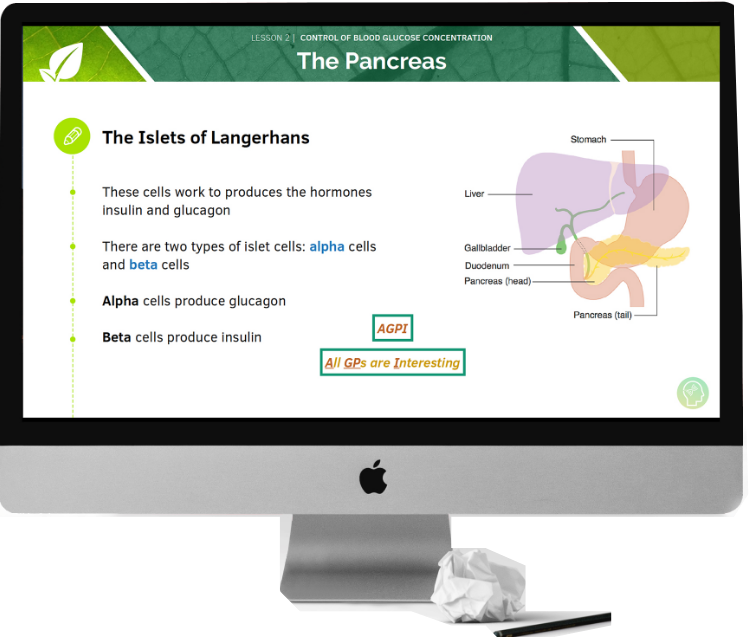 LESSON 2 | CONTROL OF BLOOD GLUCOSE CONCENTRATION
The Pancreas
The Islets of Langerhans
These cells work to produces the hormones
insulin and glucagon
There are two types of islet cells: alpha cells
and beta cells
Alpha cells produce glucagon
Beta cells produce insulin
AGPI
All GPs are Interesting
Stomach
Liver
Gallbladder
Duodenum
Pancreas (head)
Pancreas (tail)